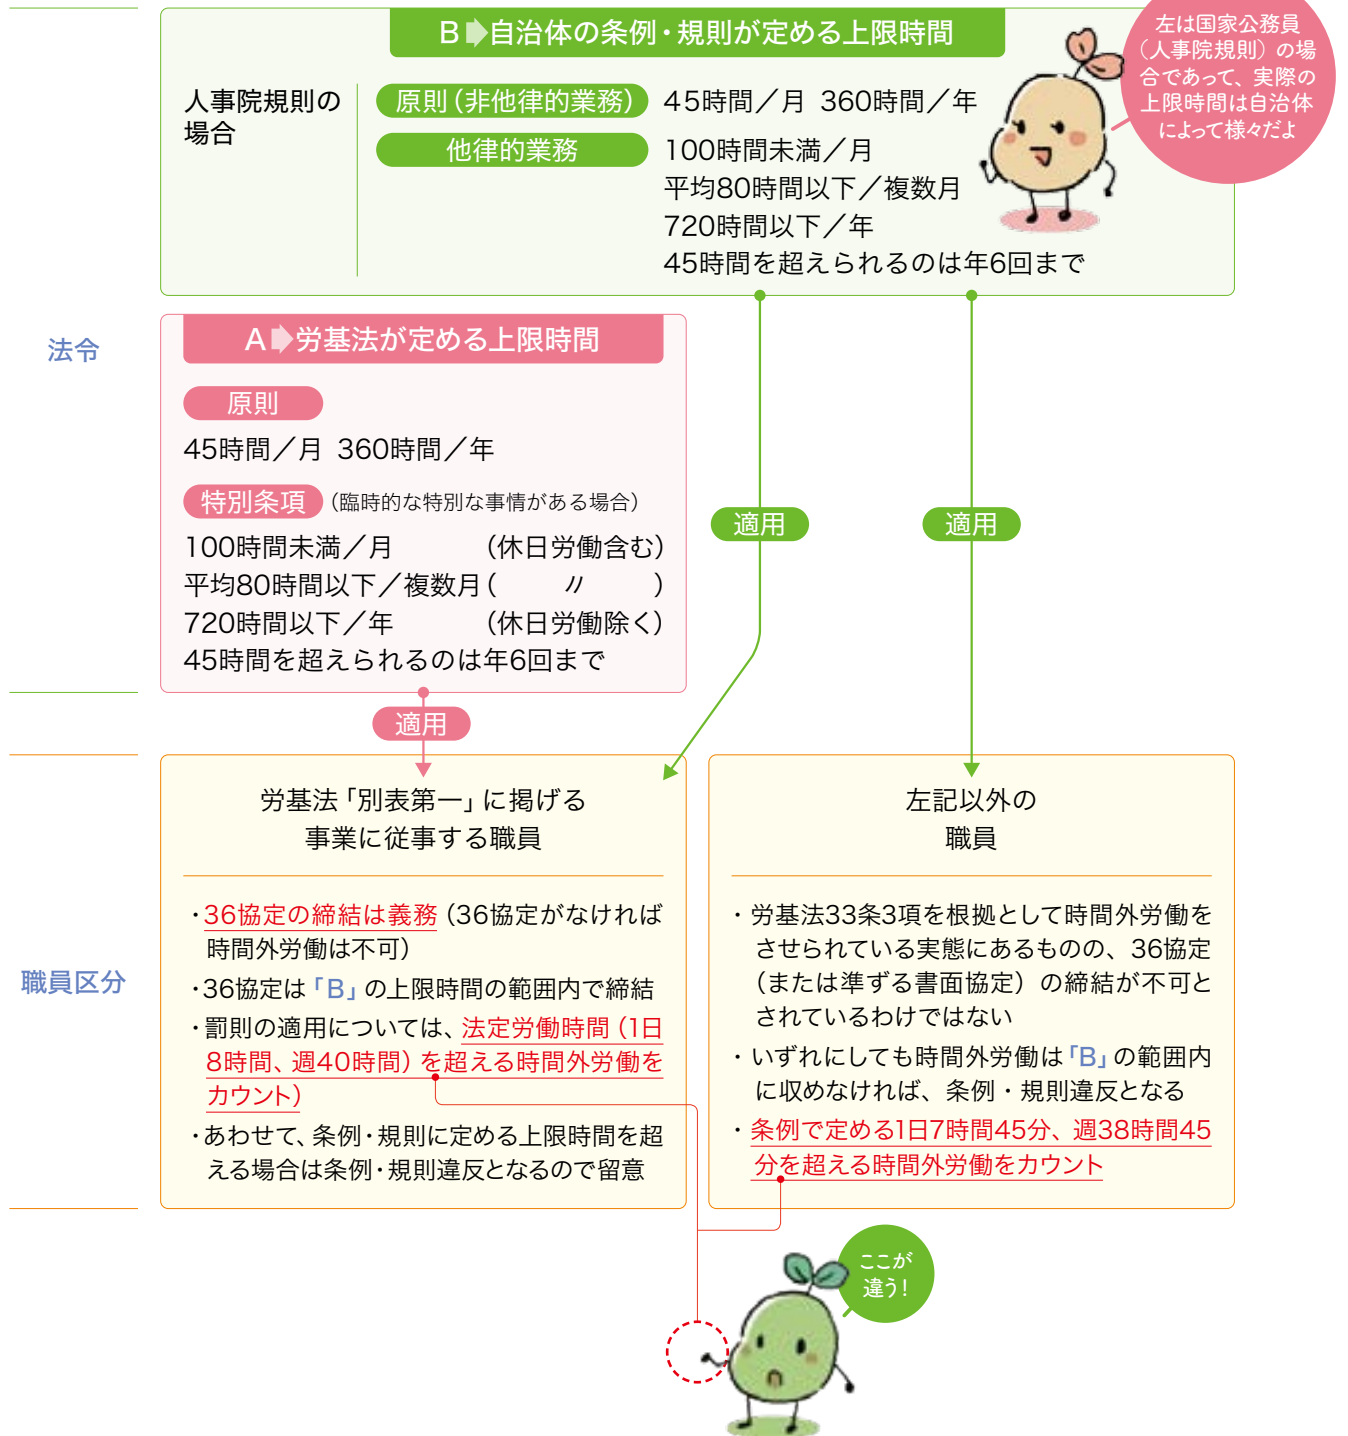 B➡自治体の条例・規則が定める上限時間
左は国家公務員
（人事院規則）の場
合であって、実際の
上限時間は自治体
によって様々だよ
人事院規則の
場合
原則（非他律的業務） 45時間／月 360時間／年
他律的業務 100時間未満／月
平均80時間以下／複数月
720時間以下／年
45時間を超えられるのは年6回まで
法令
A➡労基法が定める上限時間
原則
45時間／月 360時間／年
特別条項（臨時的な特別な事情がある場合）
100時間未満／月 （休日労働含む）
平均80時間以下／複数月（ 〃 ）
720時間以下／年 （休日労働除く）
45時間を超えられるのは年6回まで
適用
適用
適用
職員区分
労基法「別表第一」に掲げる
事業に従事する職員
・36協定の締結は義務（36協定がなければ
時間外労働は不可）
・36協定は「B」の上限時間の範囲内で締結
・罰則の適用については、法定労働時間（1日
8時間、週40時間）を超える時間外労働を
カウント）
・あわせて、条例・規則に定める上限時間を超
える場合は条例・規則違反となるので留意
左記以外の
職員
・労基法33条3項を根拠として時間外労働を
させられている実態にあるものの、36協定
（または準ずる書面協定）の締結が不可と
されているわけではない
・いずれにしても時間外労働は「B」の範囲内
に収めなければ、条例・規則違反となる
・条例で定める1日7時間45分、週38時間45
分を超える時間外労働をカウント
ここが
違う！